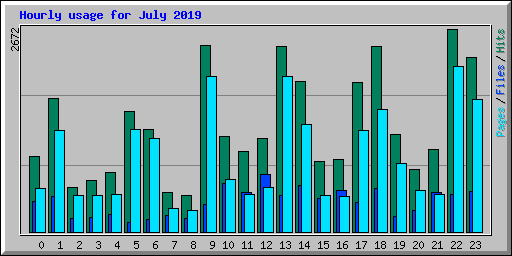 Hourly usage for July 2019
2672
Pages/Files/Hits
0 1 2 3 4 5 6 7 8 9 10 11 12 13 14 15 16 17 18 19 20 21 22 23